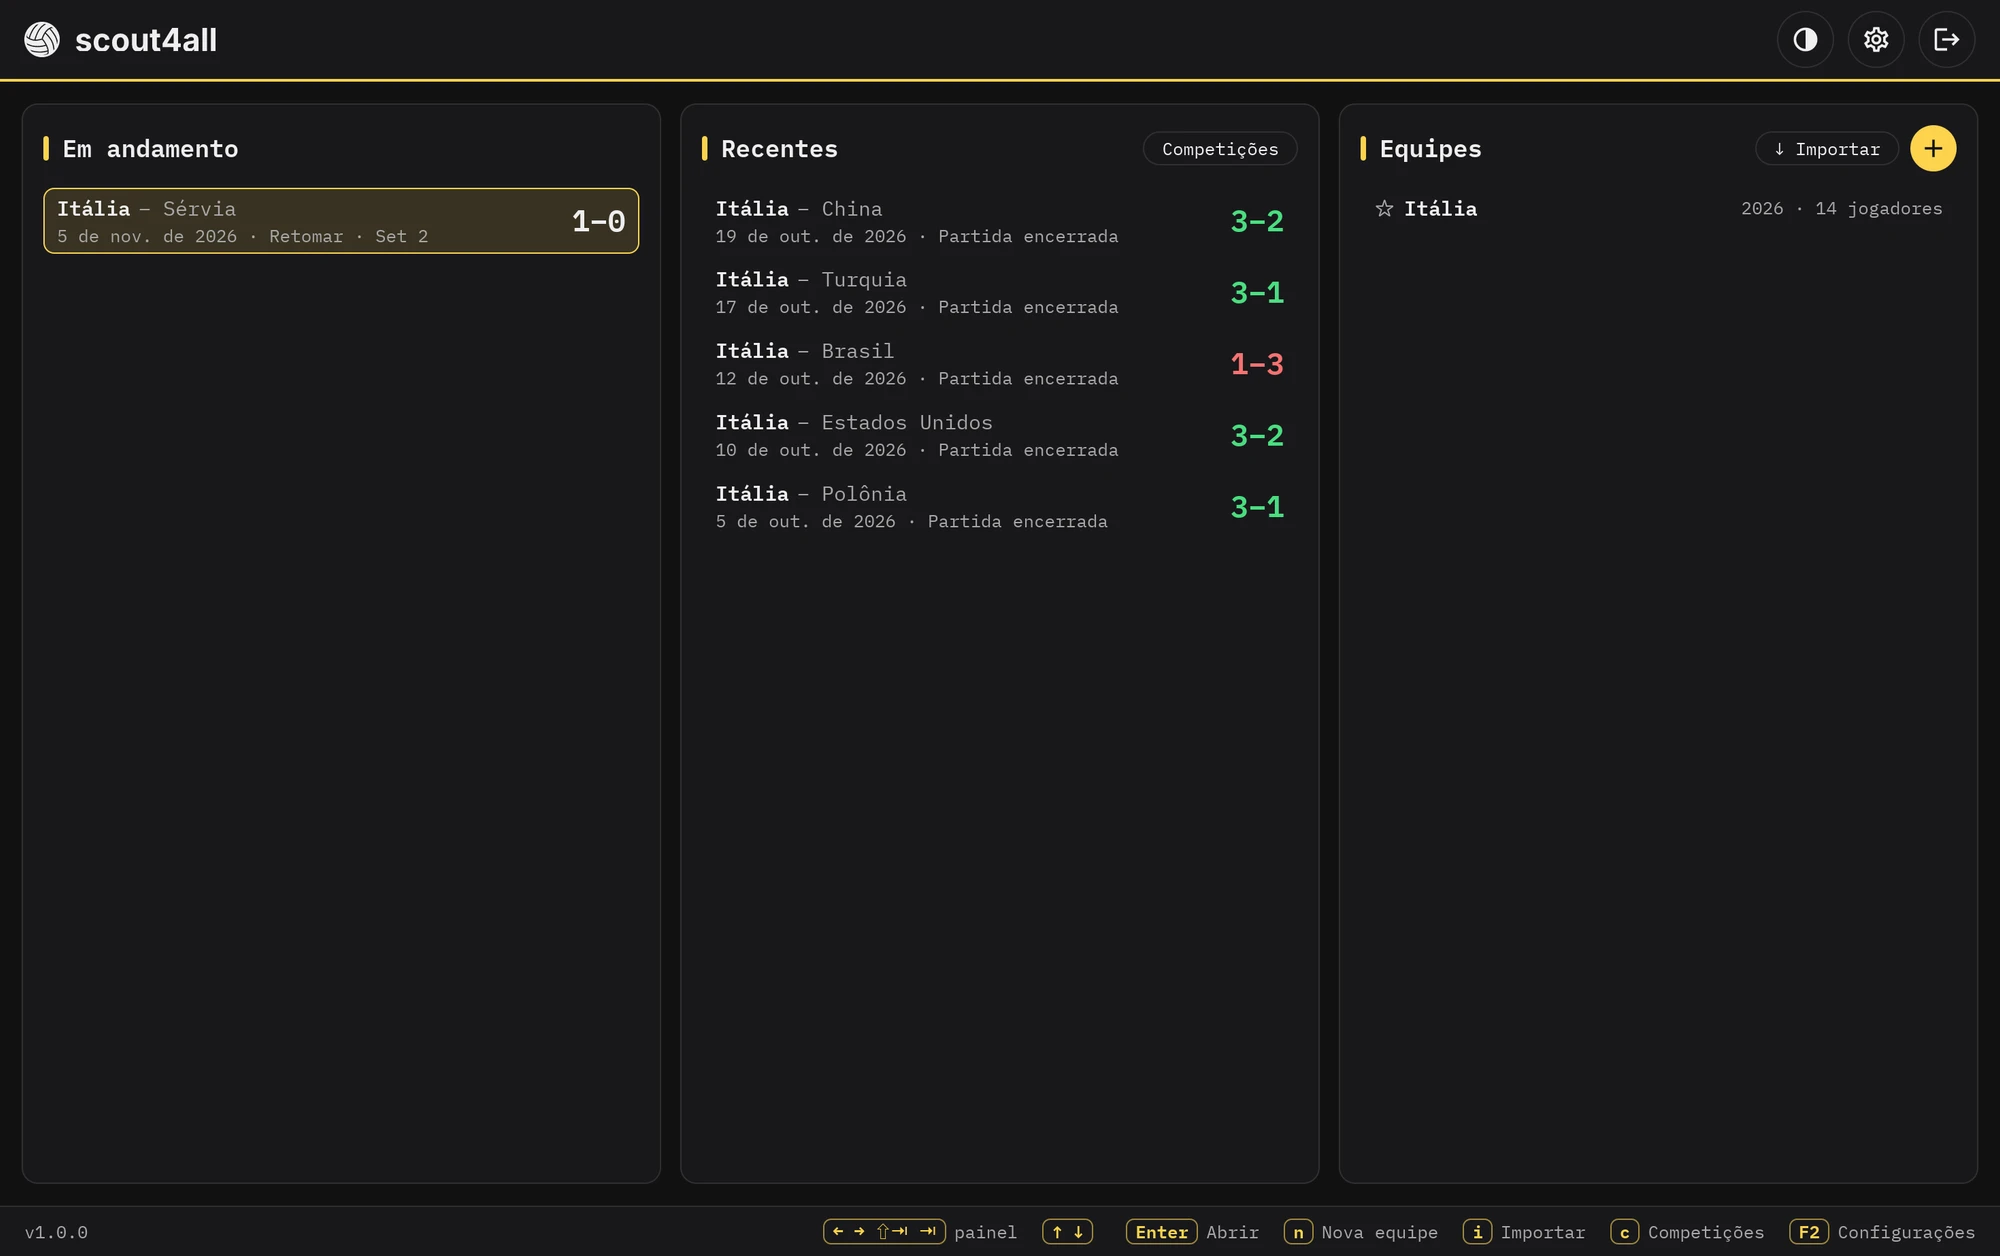 scout4all
Em andamento
Itália – Sérvia
5 de nov. de 2026 · Retomar · Set 2
1–0
Recentes
Competições
Itália – China
19 de out. de 2026 · Partida encerrada
3–2
Itália – Turquia
17 de out. de 2026 · Partida encerrada
3–1
Itália – Brasil
12 de out. de 2026 · Partida encerrada
1–3
Itália – Estados Unidos
10 de out. de 2026 · Partida encerrada
3–2
Itália – Polônia
5 de out. de 2026 · Partida encerrada
3–1
Equipes
↓ Importar
+
☆ Itália
2026 · 14 jogadores
v1.0.0
← → ⇧⇥ ⇥ painel ↑ ↓ Enter Abrir n Nova equipe i Importar c Competições F2 Configurações